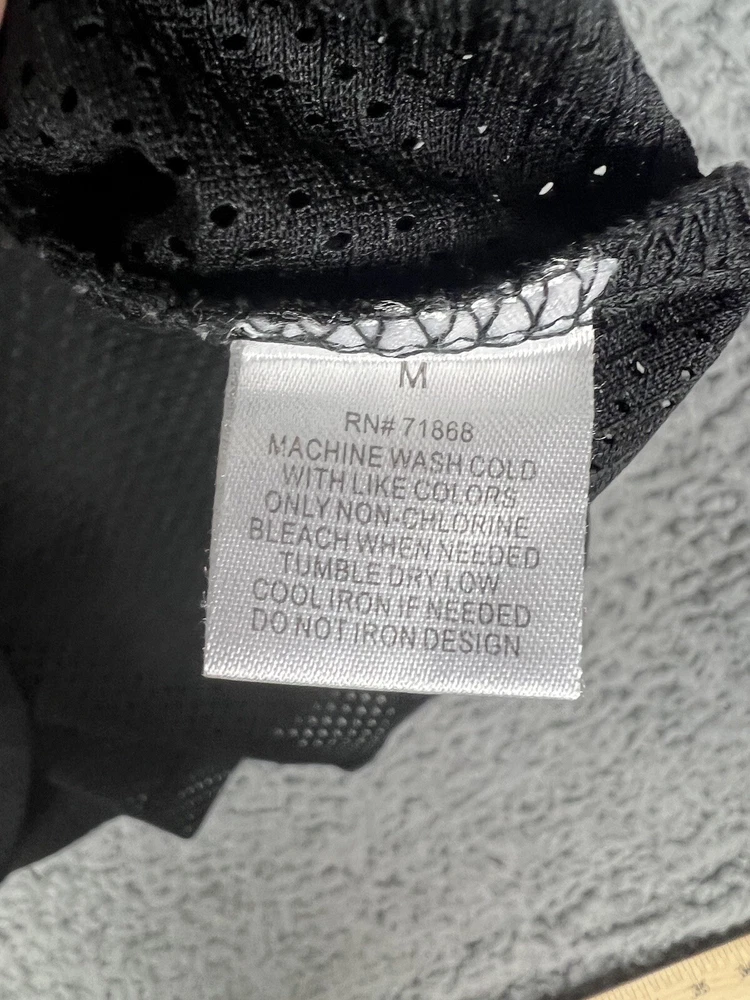 M
RN# 71868
MACHINE WASH COLD
WITH LIKE COLORS
ONLY NON-CHLORINE
BLEACH WHEN NEEDED
TUMBLE DRY LOW
COOL IRON IF NEEDED
DO NOT IRON DESIGN